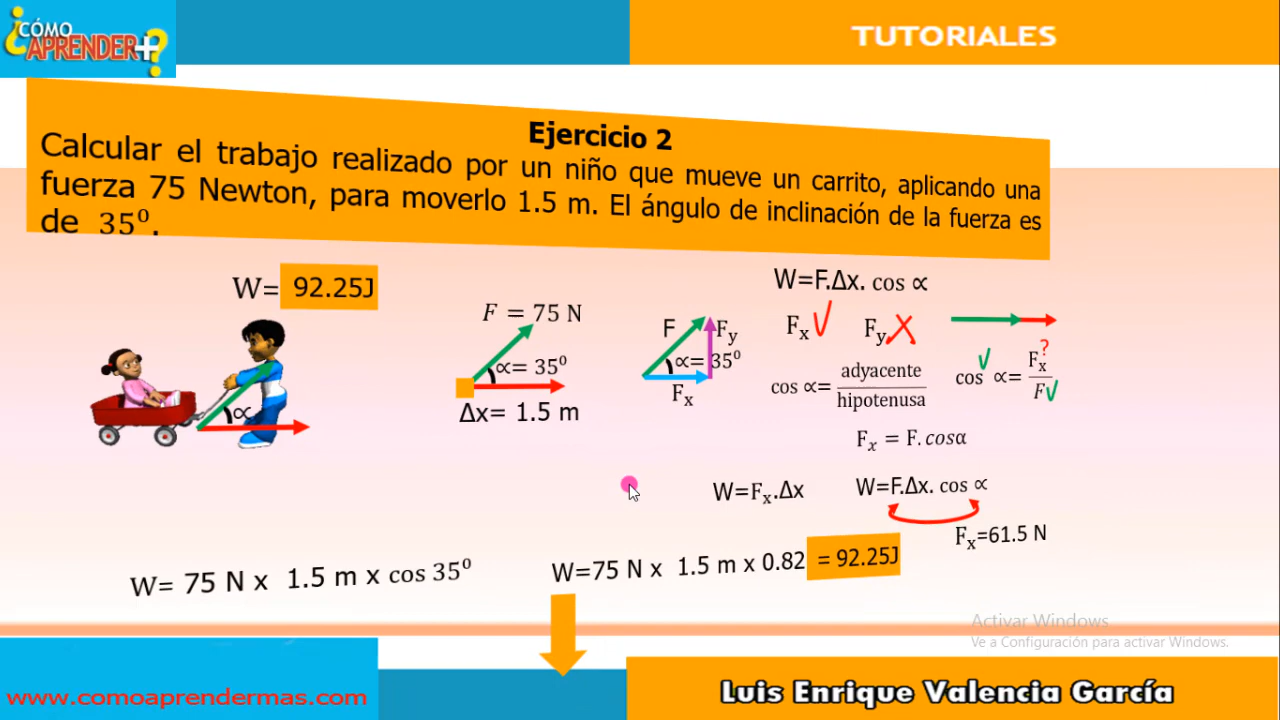 ¿CÓMO
APRENDER+?
TUTORIALES
Ejercicio 2
Calcular el trabajo realizado por un niño que mueve un carrito, aplicando una
fuerza 75 Newton, para moverlo 1.5 m. El ángulo de inclinación de la fuerza es
de 35⁰.
W= 92.25J
F = 75 N
∝= 35⁰
Δx= 1.5 m
∝
F
Fy
∝= 35⁰
Fx
W=F.Δx. cos ∝
Fx √ Fy X
cos ∝= adyacente
hipotenusa
√ ?
cos ∝= Fx
F √
Fx = F. cosα
W=Fx.Δx
W=F.Δx. cos ∝
Fx=61.5 N
W= 75 N x 1.5 m x cos 35⁰
W=75 N x 1.5 m x 0.82 = 92.25J
Activar Windows
Ve a Configuración para activar Windows.
www.comoaprendermas.com
Luis Enrique Valencia García